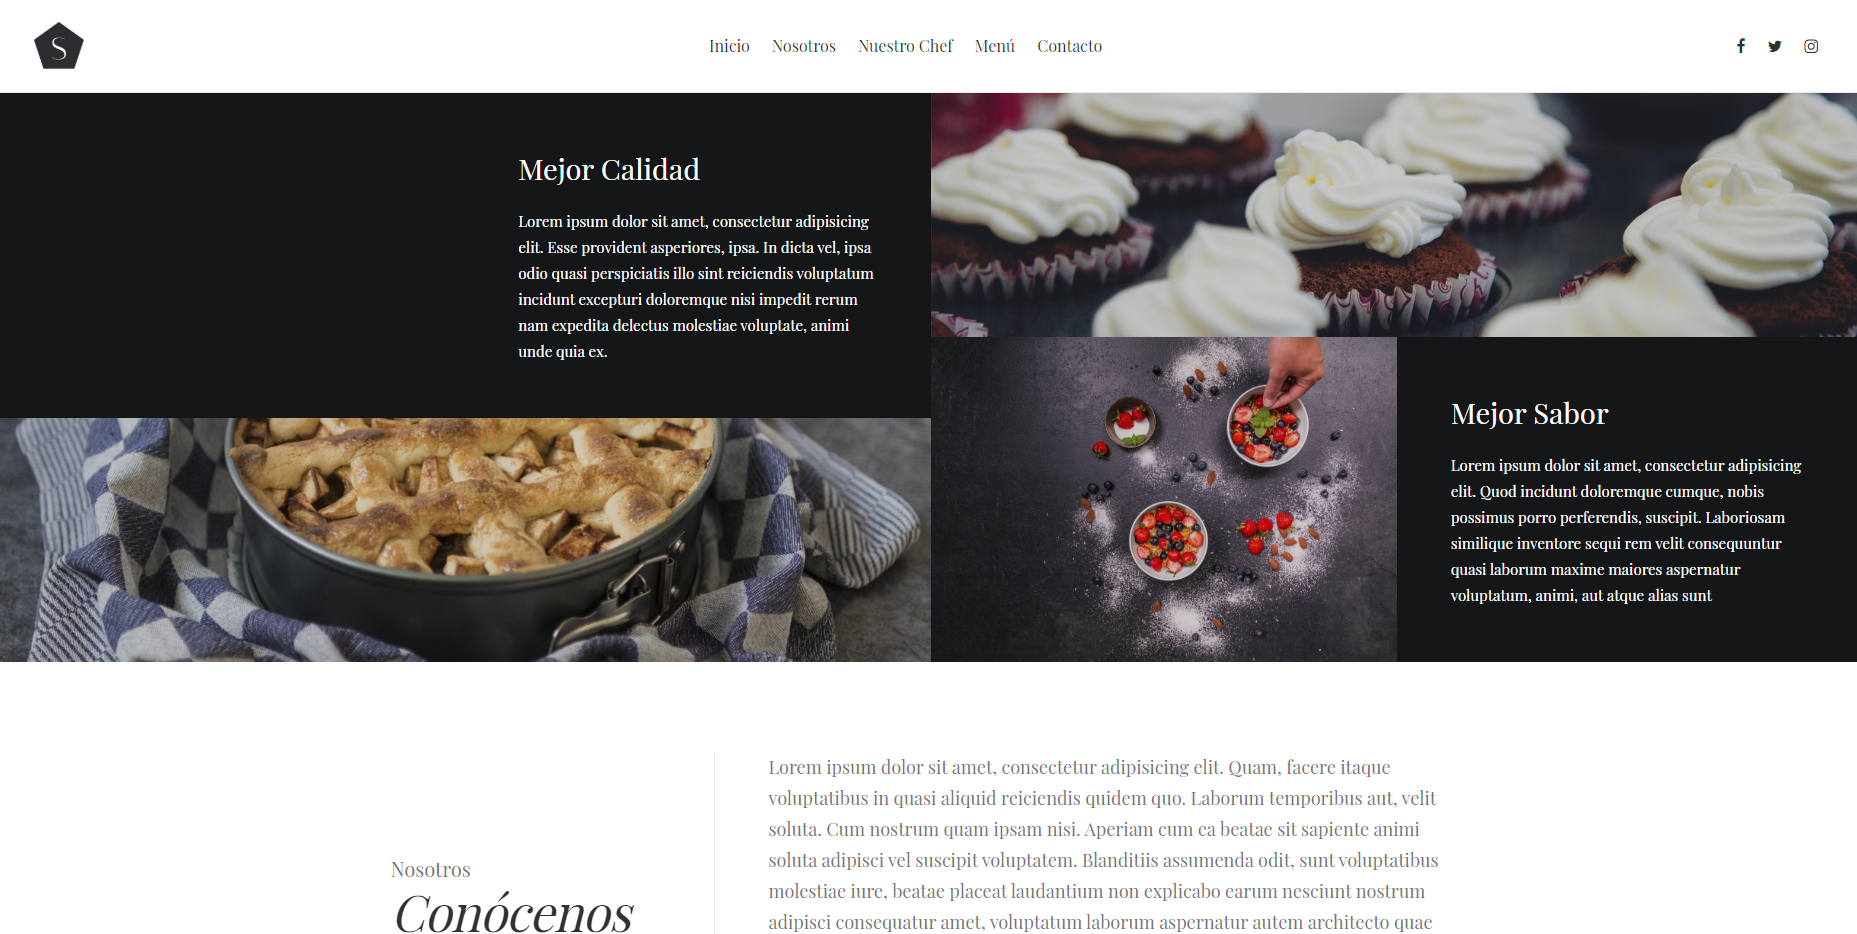 S
Inicio Nosotros Nuestro Chef Menú Contacto
Mejor Calidad
Lorem ipsum dolor sit amet, consectetur adipisicing
elit. Esse provident asperiores, ipsa. In dicta vel, ipsa
odio quasi perspiciatis illo sint reiciendis voluptatum
incidunt excepturi doloremque nisi impedit rerum
nam expedita delectus molestiae voluptate, animi
unde quia ex.
Mejor Sabor
Lorem ipsum dolor sit amet, consectetur adipisicing
elit. Quod incidunt doloremque cumque, nobis
possimus porro perferendis, suscipit. Laboriosam
similique inventore sequi rem velit consequuntur
quasi laborum maxime maiores aspernatur
voluptatum, animi, aut atque alias sunt
Nosotros
Conócenos
Lorem ipsum dolor sit amet, consectetur adipisicing elit. Quam, facere itaque
voluptatibus in quasi aliquid reiciendis quidem quo. Laborum temporibus aut, velit
soluta. Cum nostrum quam ipsam nisi. Aperiam cum ea beatae sit sapiente animi
soluta adipisci vel suscipit voluptatem. Blanditiis assumenda odit, sunt voluptatibus
molestiae iure, beatae placeat laudantium non explicabo earum nesciunt nostrum
adipisci consequatur amet, voluptatum laborum aspernatur autem architecto quae